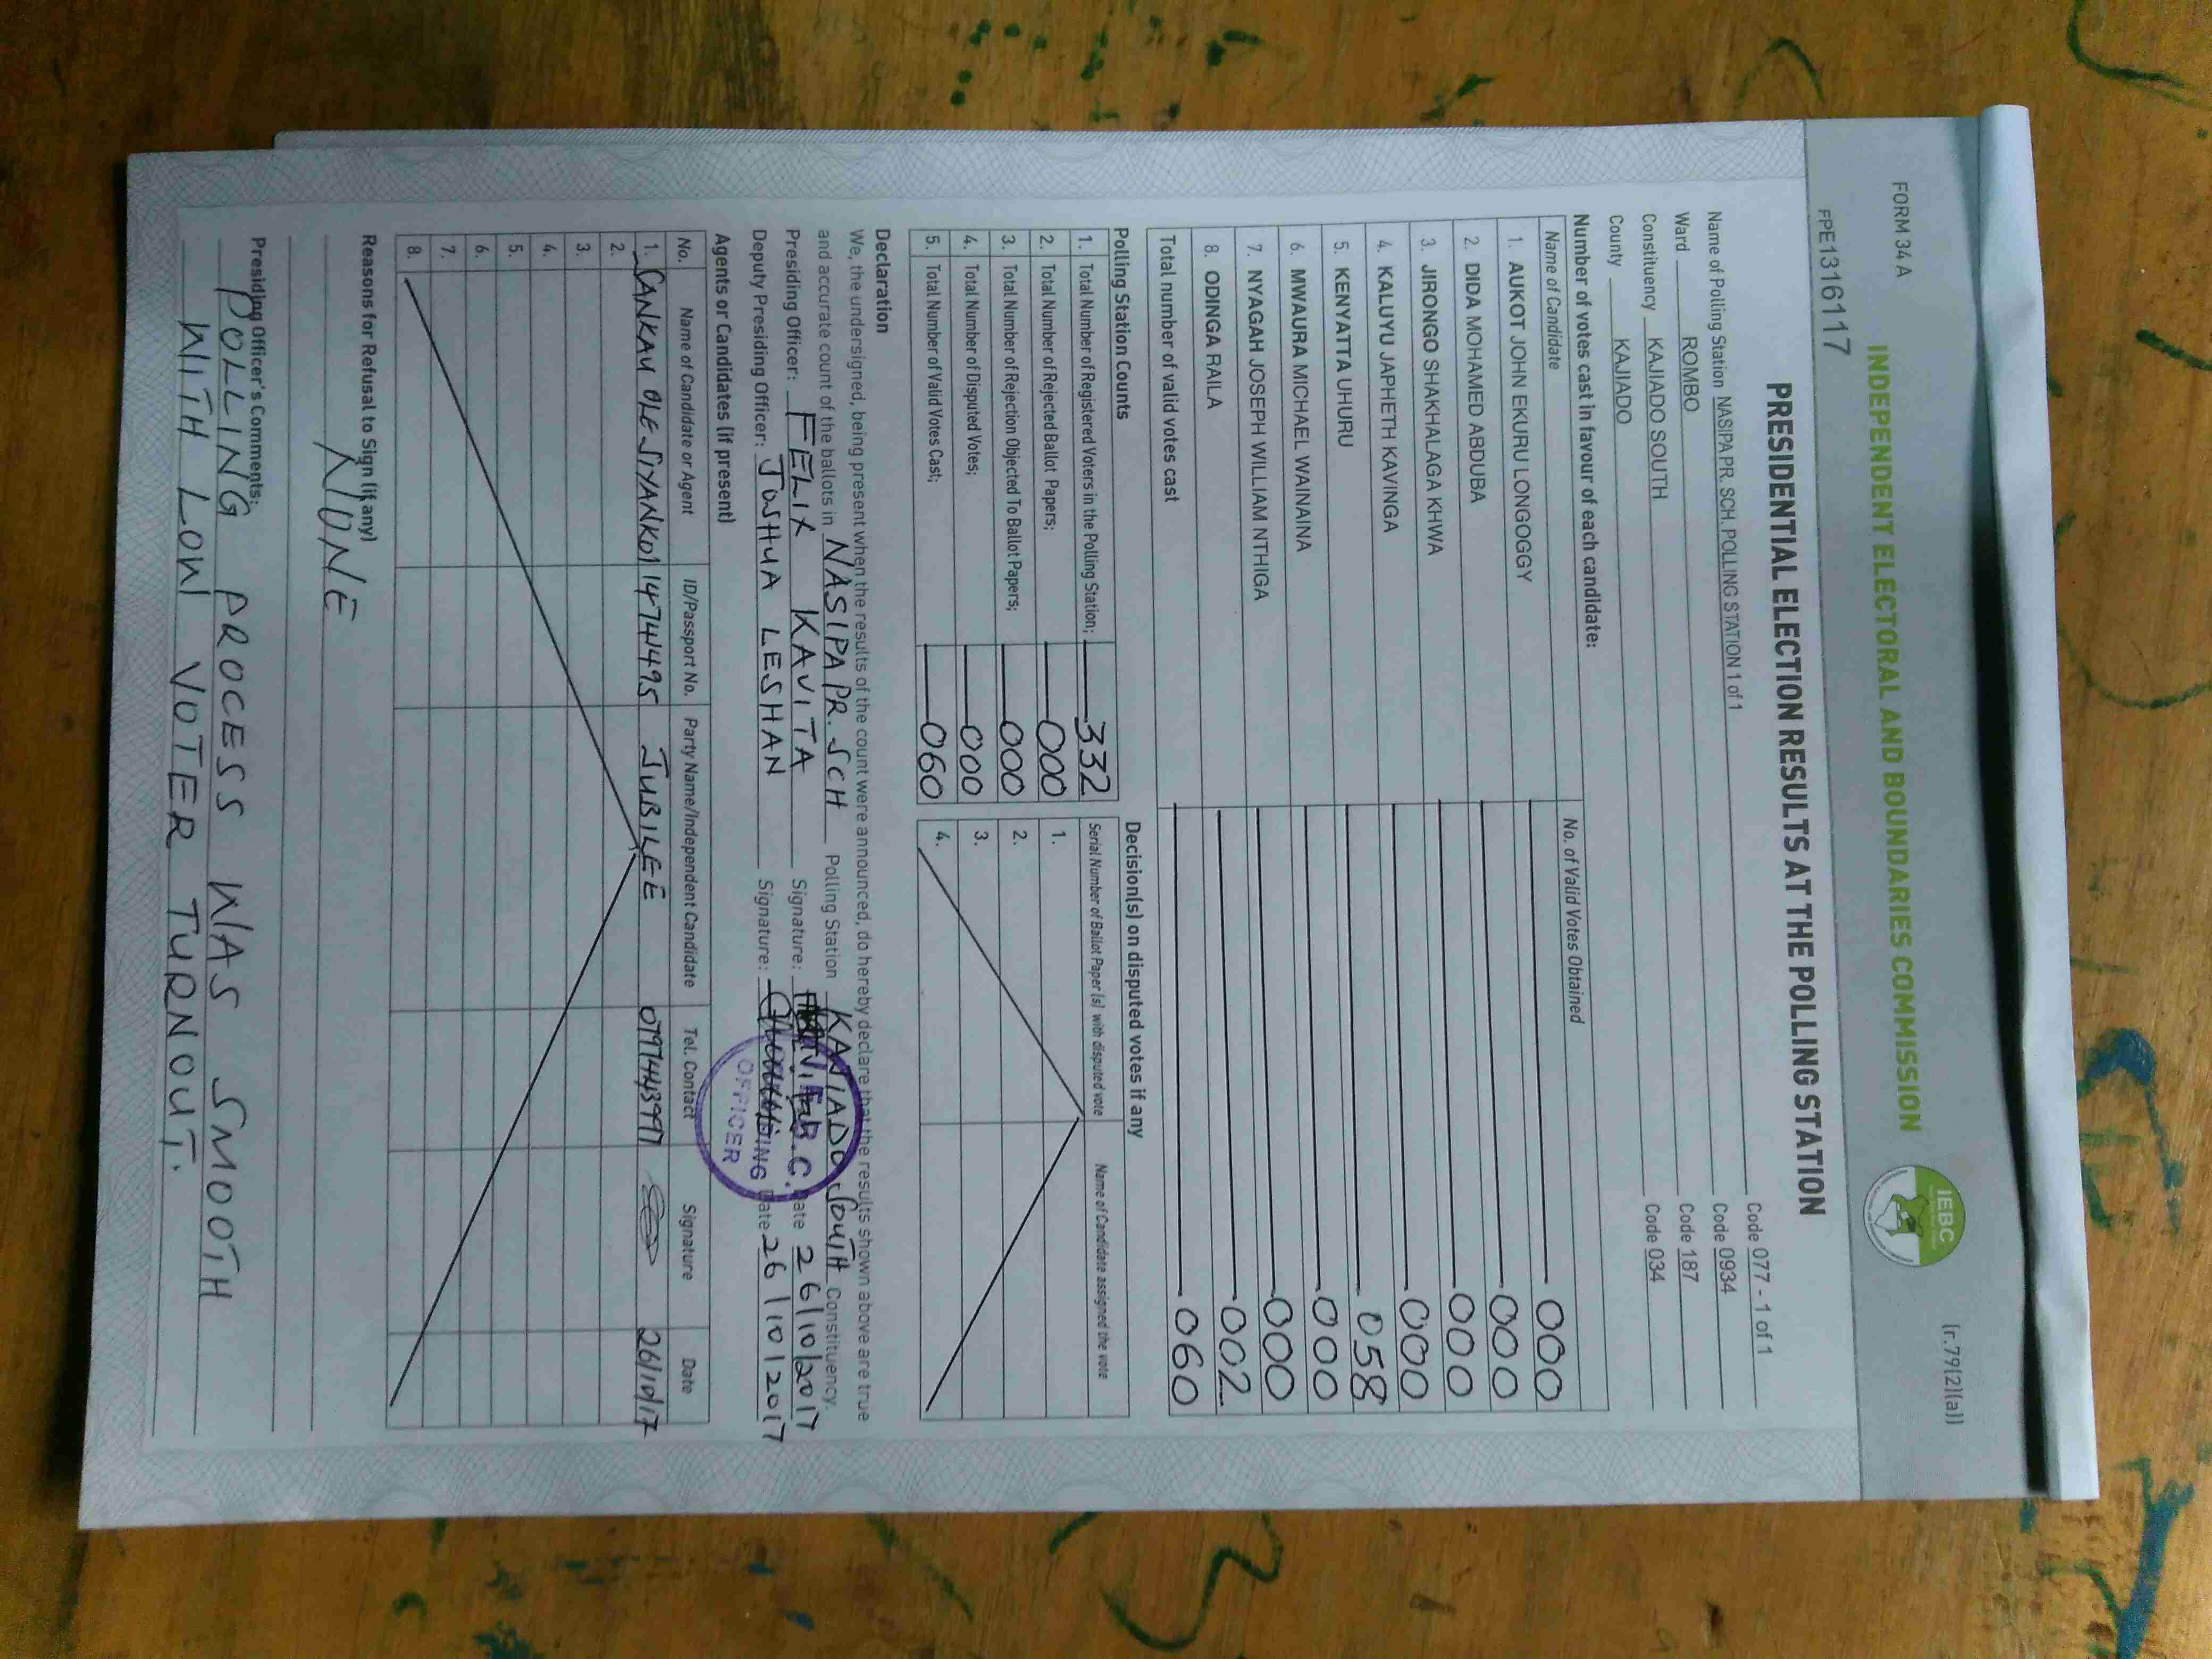 FORM 34 A
[r.79(2)(a)]
INDEPENDENT ELECTORAL AND BOUNDARIES COMMISSION
IEBC
FPE1316117
PRESIDENTIAL ELECTION RESULTS AT THE POLLING STATION
Name of Polling Station NASIPA PR. SCH. POLLING STATION 1 of 1 Code 077 - 1 of 1
Ward ROMBO Code 0934
Constituency KAJIADO SOUTH Code 187
County KAJIADO Code 034
Number of votes cast in favour of each candidate:
Name of Candidate No. of Valid Votes Obtained
1. AUKOT JOHN EKURU LONGOGGY 000
2. DIDA MOHAMED ABDUBA 000
3. JIRONGO SHAKHALAGA KHWA 000
4. KALUYU JAPHETH KAVINGA 000
5. KENYATTA UHURU 058
6. MWAURA MICHAEL WAINAINA 000
7. NYAGAH JOSEPH WILLIAM NTHIGA 000
8. ODINGA RAILA 002
Total number of valid votes cast 060
Polling Station Counts
1. Total Number of Registered Voters in the Polling Station; 332
2. Total Number of Rejected Ballot Papers; 000
3. Total Number of Rejection Objected To Ballot Papers; 000
4. Total Number of Disputed Votes; 000
5. Total Number of Valid Votes Cast; 060
Decision(s) on disputed votes if any
Serial Number of Ballot Paper (s) with disputed vote Name of Candidate assigned the vote
1.
2.
3.
4.
Declaration
We, the undersigned, being present when the results of the count were announced, do hereby declare that the results shown above are true
and accurate count of the ballots in NASIPA PR. SCH Polling Station KAJIADO SOUTH Constituency.
Presiding Officer: FELIX KAVITA Signature: Date 26/10/2017
Deputy Presiding Officer: JOSHUA LESHAN Signature: Date 26/10/2017
OFFICER
Agents or Candidates (if present)
No. Name of Candidate or Agent ID/Passport No. Party Name/Independent Candidate Tel. Contact Signature Date
1. SANKAU OLE SIYANKOI 14741495 JUBILEE 26/10/17
2.
3.
4.
5.
6.
7.
8.
Reasons for Refusal to Sign (if any)
NONE
Presiding Officer's Comments:
POLLING PROCESS WAS SMOOTH
WITH LOW VOTER TURNOUT.